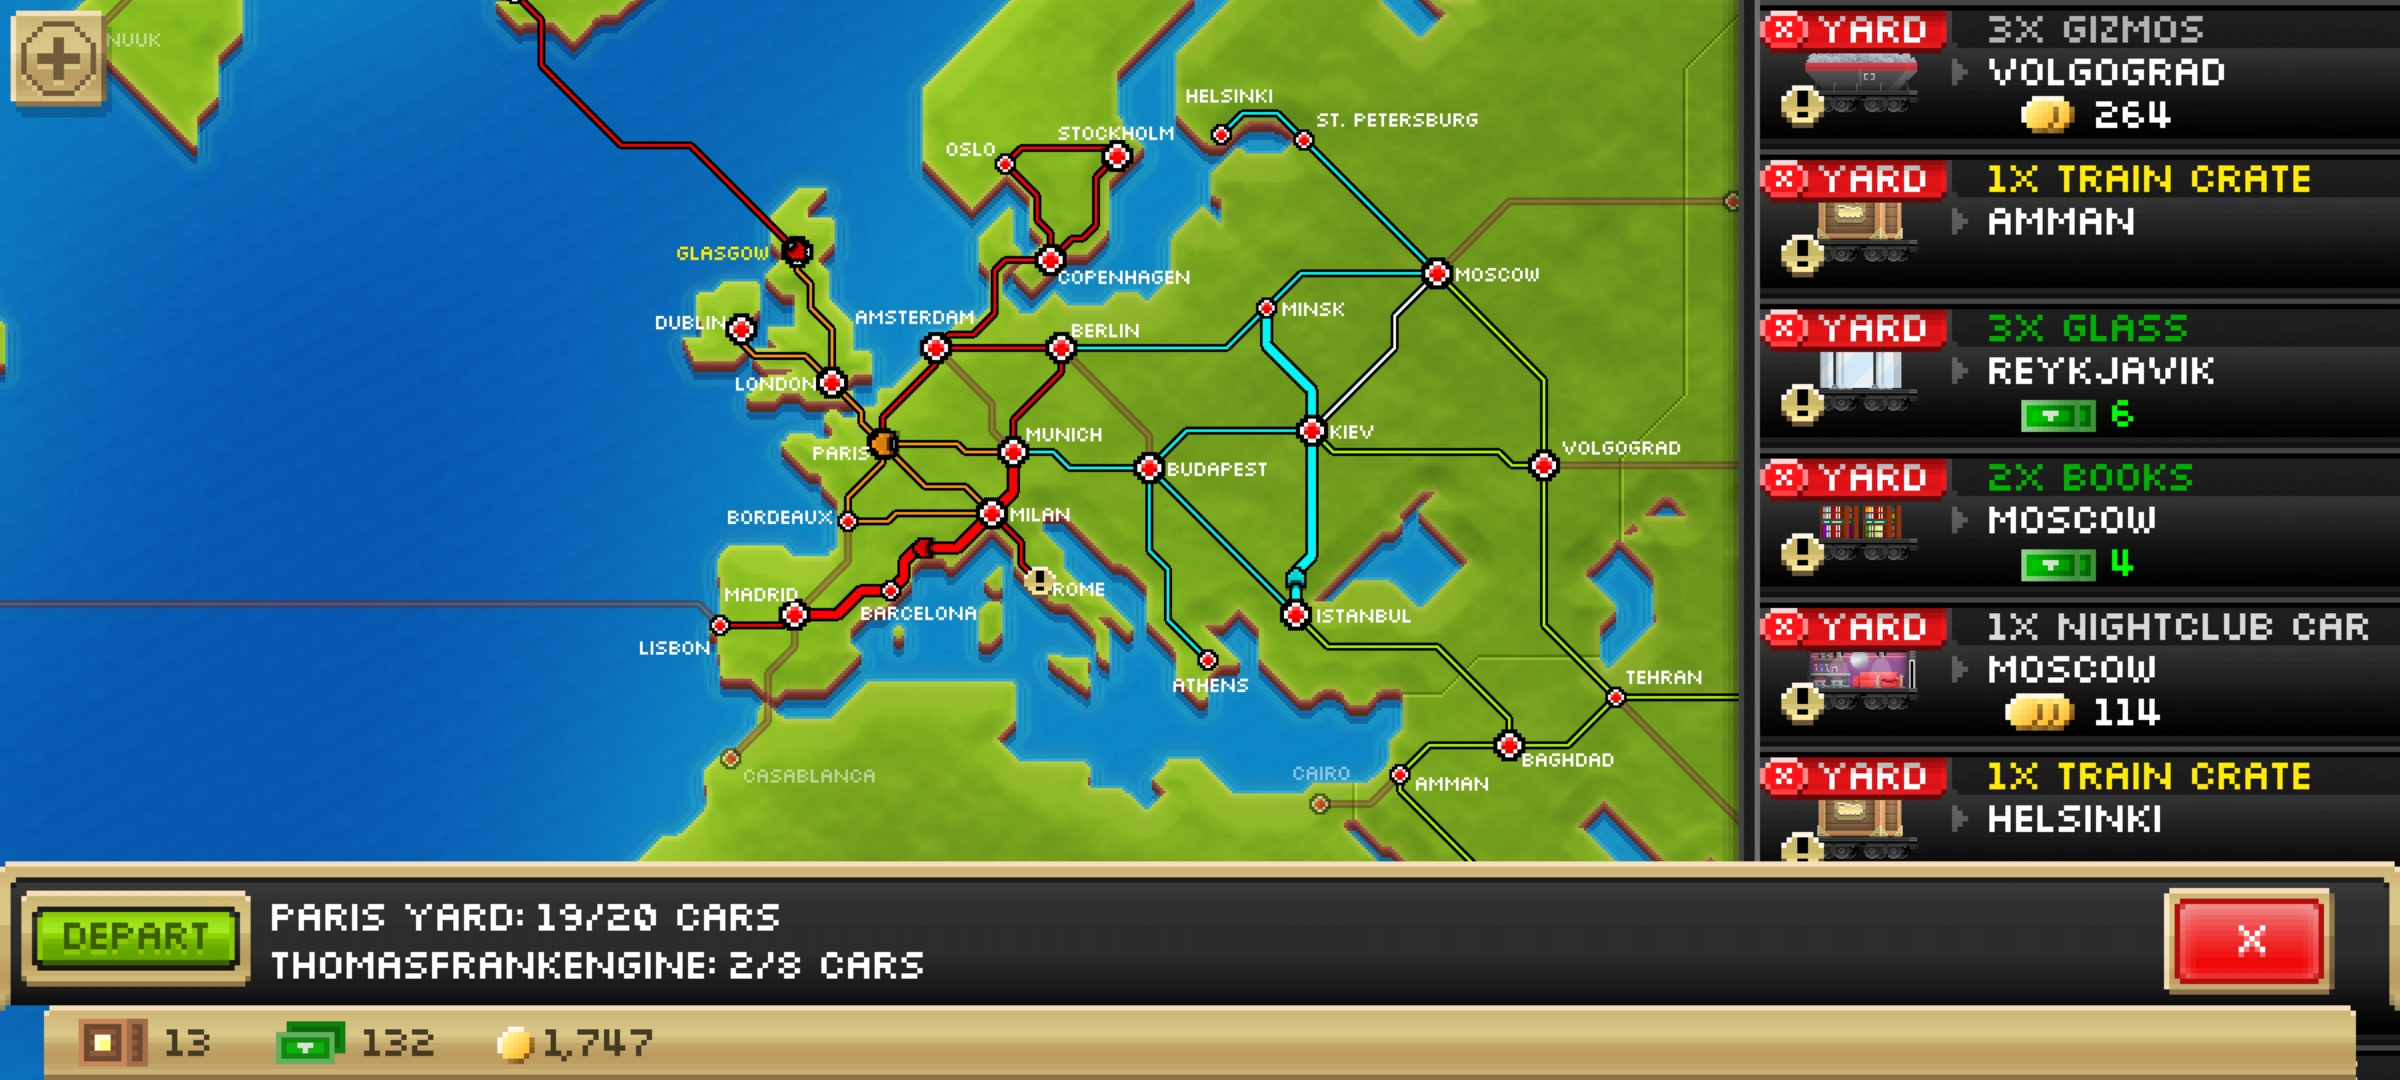 NUUK
HELSINKI
ST. PETERSBURG
STOCKHOLM
OSLO
GLASGOW
COPENHAGEN
MOSCOW
MINSK
AMSTERDAM
BERLIN
DUBLIN
LONDON
MUNICH
KIEV
VOLGOGRAD
PARIS
BUDAPEST
BORDEAUX
MILAN
MADRID
BARCELONA
ROME
ISTANBUL
LISBON
ATHENS
TEHRAN
CASABLANCA
CAIRO
AMMAN
BAGHDAD
YARD 3X GIZMOS
VOLGOGRAD
264
YARD 1X TRAIN CRATE
AMMAN
YARD 3X GLASS
REYKJAVIK
6
YARD 2X BOOKS
MOSCOW
4
YARD 1X NIGHTCLUB CAR
MOSCOW
114
YARD 1X TRAIN CRATE
HELSINKI
DEPART
PARIS YARD: 19/20 CARS
THOMASFRANKENGINE: 2/8 CARS
X
13 132 1,747